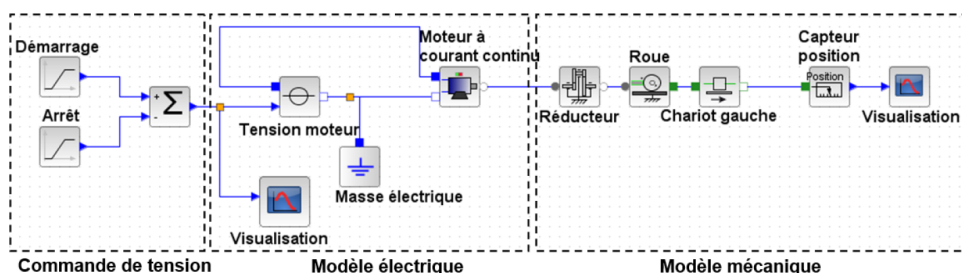 Démarrage
Arrêt
+
-
Σ
Commande de tension
Tension moteur
Moteur à
courant continu
Masse électrique
Visualisation
Modèle électrique
Réducteur
Roue
Chariot gauche
Capteur
position
Position
Visualisation
Modèle mécanique